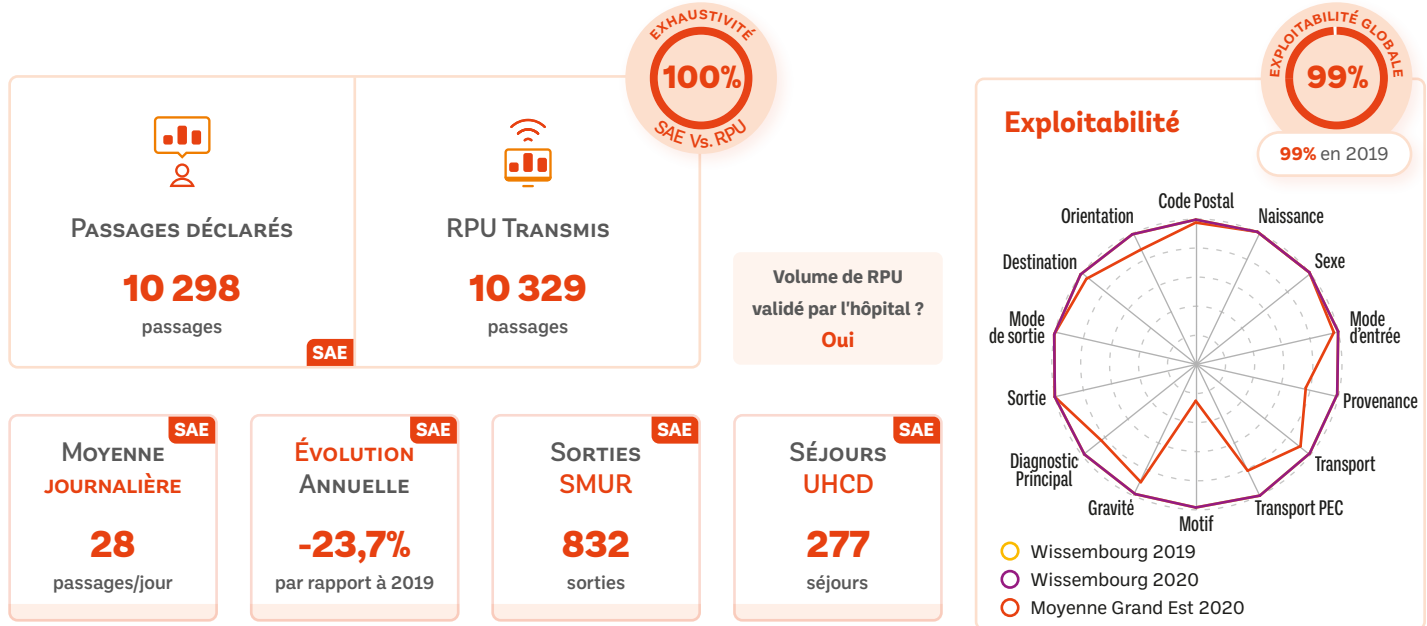 EXHAUSTIVITÉ
100%
SAE Vs. RPU
PASSAGES DÉCLARÉS
10 298
passages
SAE
RPU TRANSMIS
10 329
passages
Volume de RPU
validé par l'hôpital ?
Oui
SAE
MOYENNE
JOURNALIÈRE
28
passages/jour
SAE
ÉVOLUTION
ANNUELLE
-23,7%
par rapport à 2019
SAE
SORTIES
SMUR
832
sorties
SAE
SÉJOURS
UHCD
277
séjours
EXPLOITABILITÉ GLOBALE
99%
99% en 2019
Exploitabilité
Code Postal
Naissance
Sexe
Mode
d'entrée
Provenance
Transport
Transport PEC
Motif
Gravité
Diagnostic
Principal
Sortie
Mode
de sortie
Destination
Orientation
Wissembourg 2019
Wissembourg 2020
Moyenne Grand Est 2020